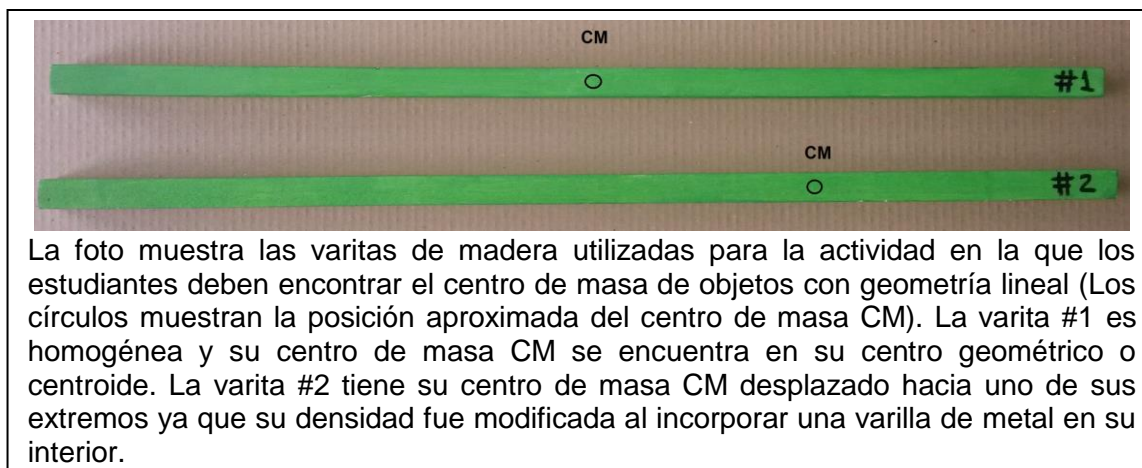 CM
#1
CM
#2
La foto muestra las varitas de madera utilizadas para la actividad en la que los
estudiantes deben encontrar el centro de masa de objetos con geometría lineal (Los
círculos muestran la posición aproximada del centro de masa CM). La varita #1 es
homogénea y su centro de masa CM se encuentra en su centro geométrico o
centroide. La varita #2 tiene su centro de masa CM desplazado hacia uno de sus
extremos ya que su densidad fue modificada al incorporar una varilla de metal en su
interior.